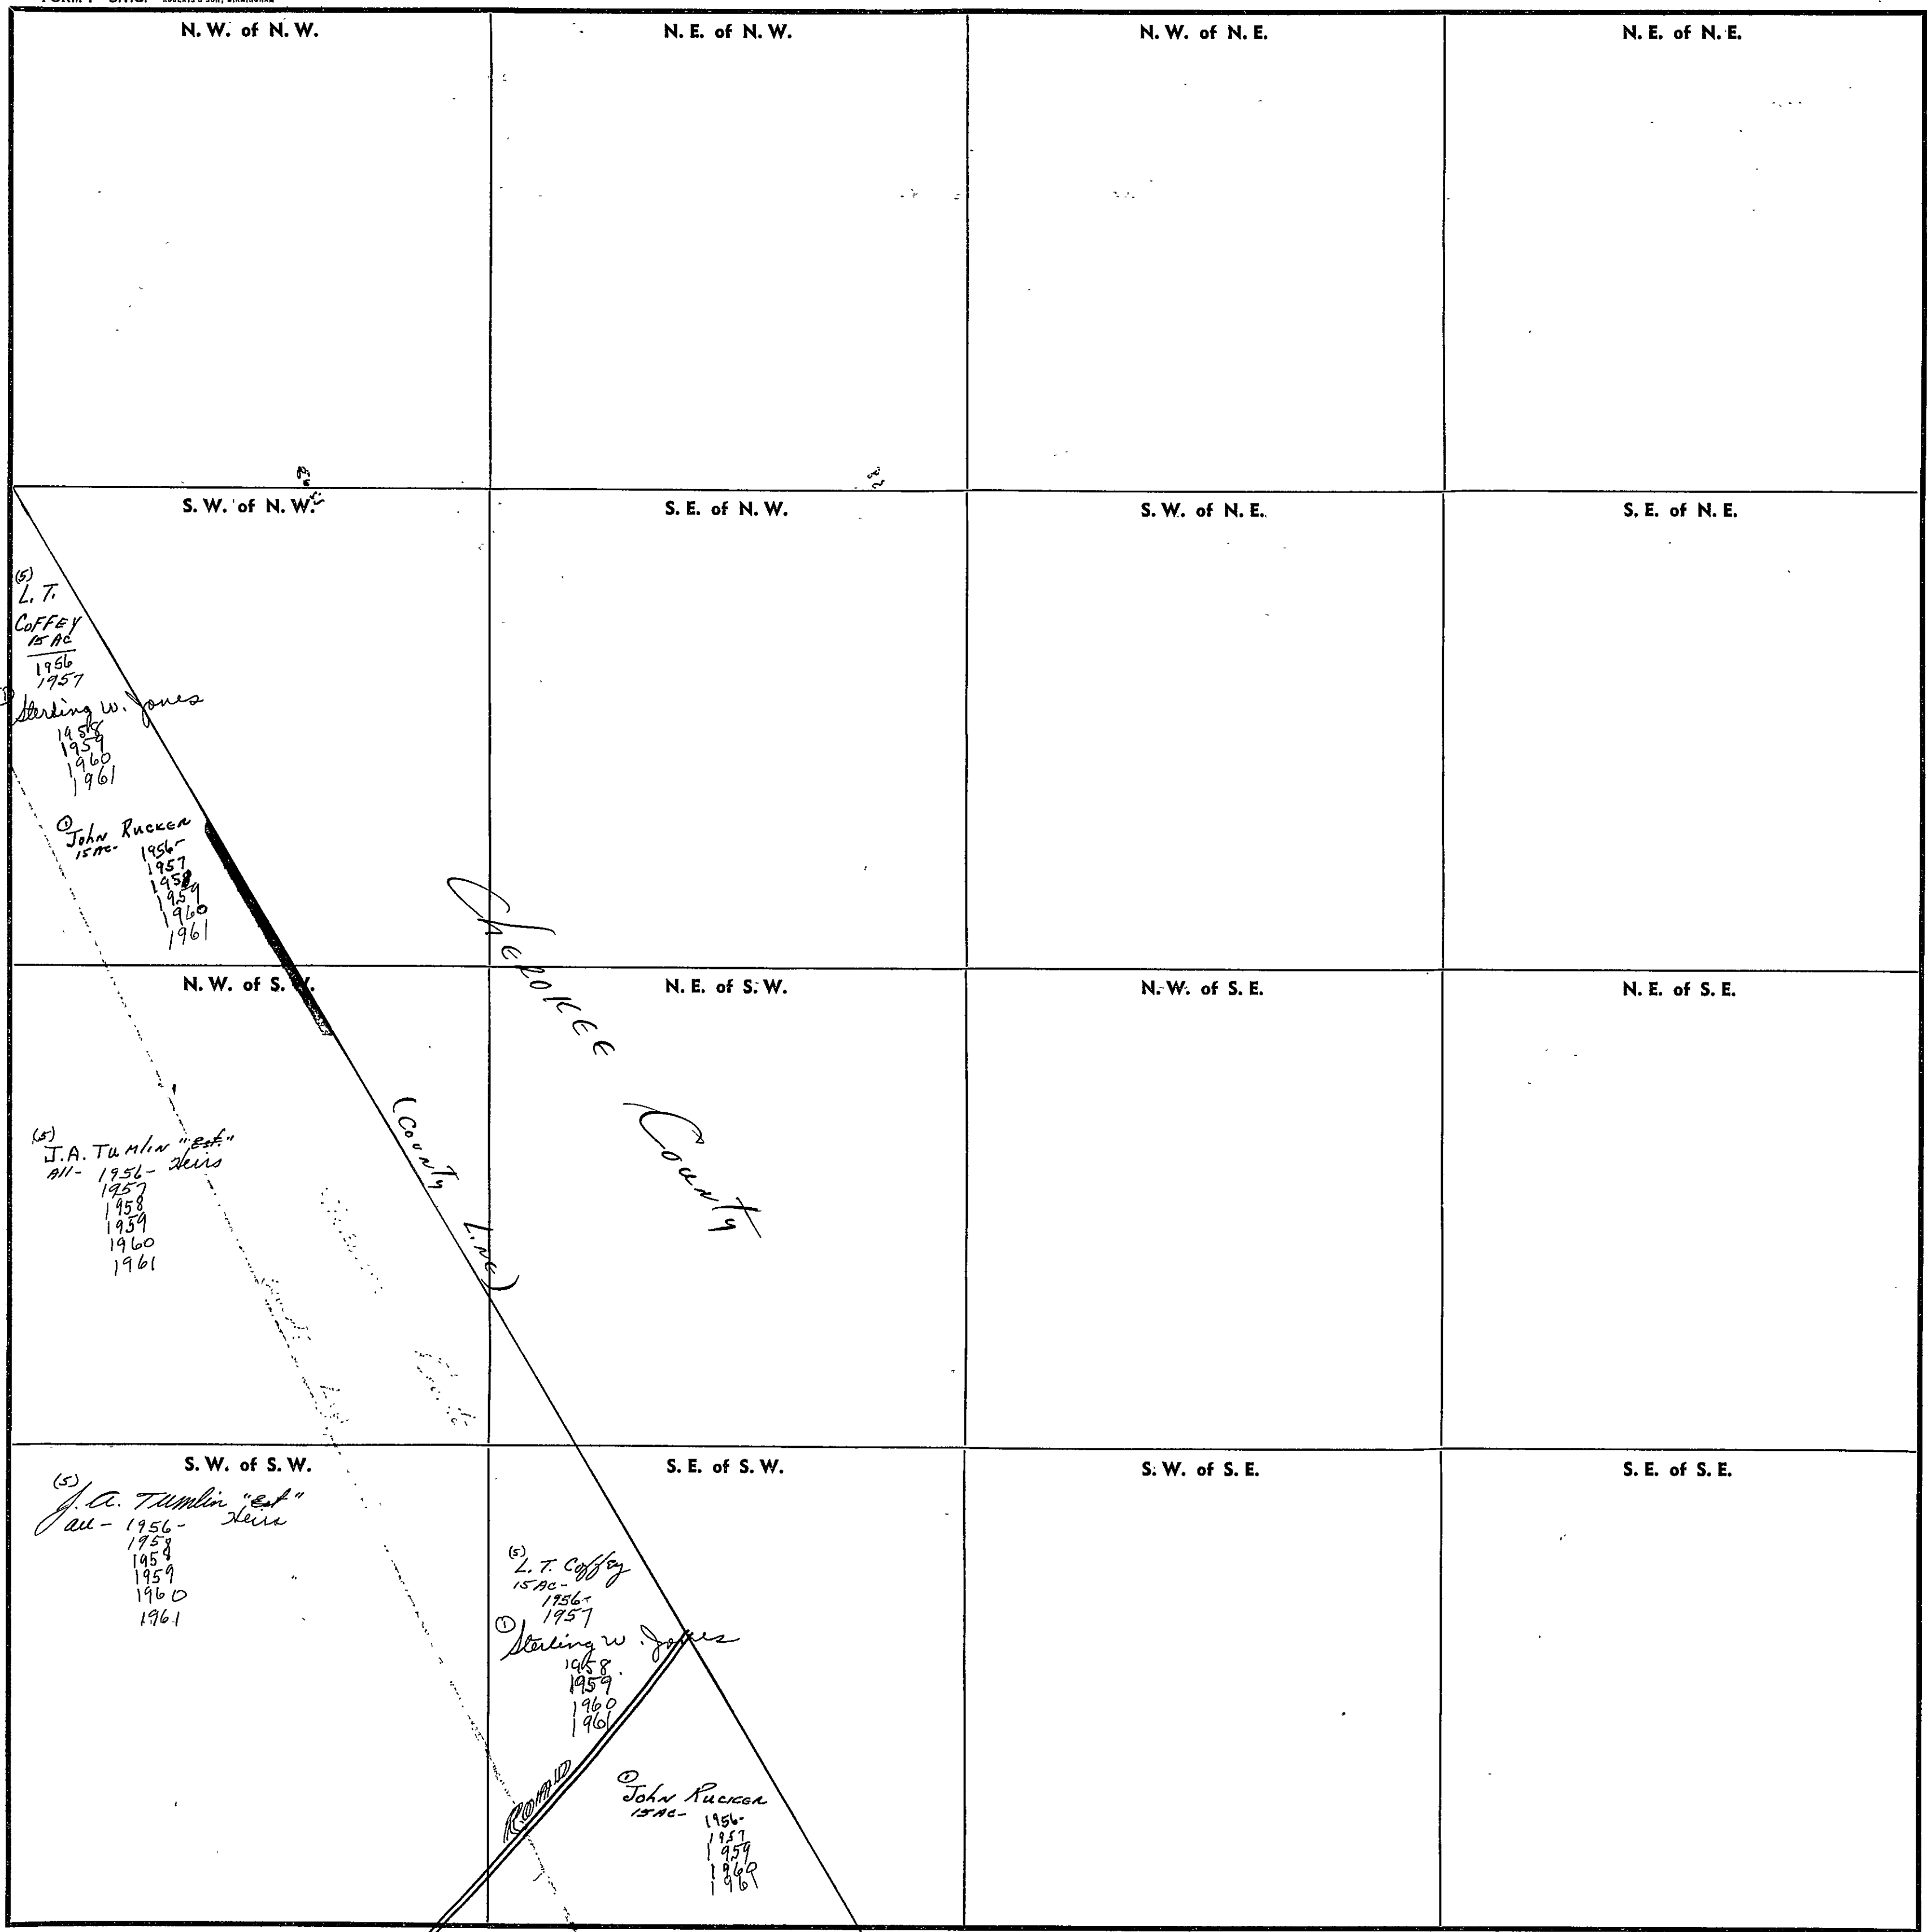 N. W. of N. W.
N. E. of N. W.
N. W. of N. E.
N. E. of N. E.
S. W. of N. W.
S. E. of N. W.
S. W. of N. E.
S. E. of N. E.
(5)
L. T.
COFFEY
15 AC
1956
1957
Sterling W. Jones
1958
1959
1960
1961
①
John Rucker
15 AC- 1956-
1957
1958
1959
1960
1961
CHEROKEE County
N. W. of S. W.
N. E. of S. W.
N. W. of S. E.
N. E. of S. E.
(County Line)
(5)
J.A. Tumlin "Est."
All- 1956- Heirs
1957
1958
1959
1960
1961
S. W. of S. W.
S. E. of S. W.
S. W. of S. E.
S. E. of S. E.
(5)
J. A. Tumlin "Est"
all- 1956- Heirs
1958
1959
1960
1961
(5)
L. T. Coffey
15 AC-
1956-
1957
①
Sterling W. Jones
1958
1959
1960
1961
ROAD
①
John Rucker
15 AC- 1956-
1957
1959
1960
1961